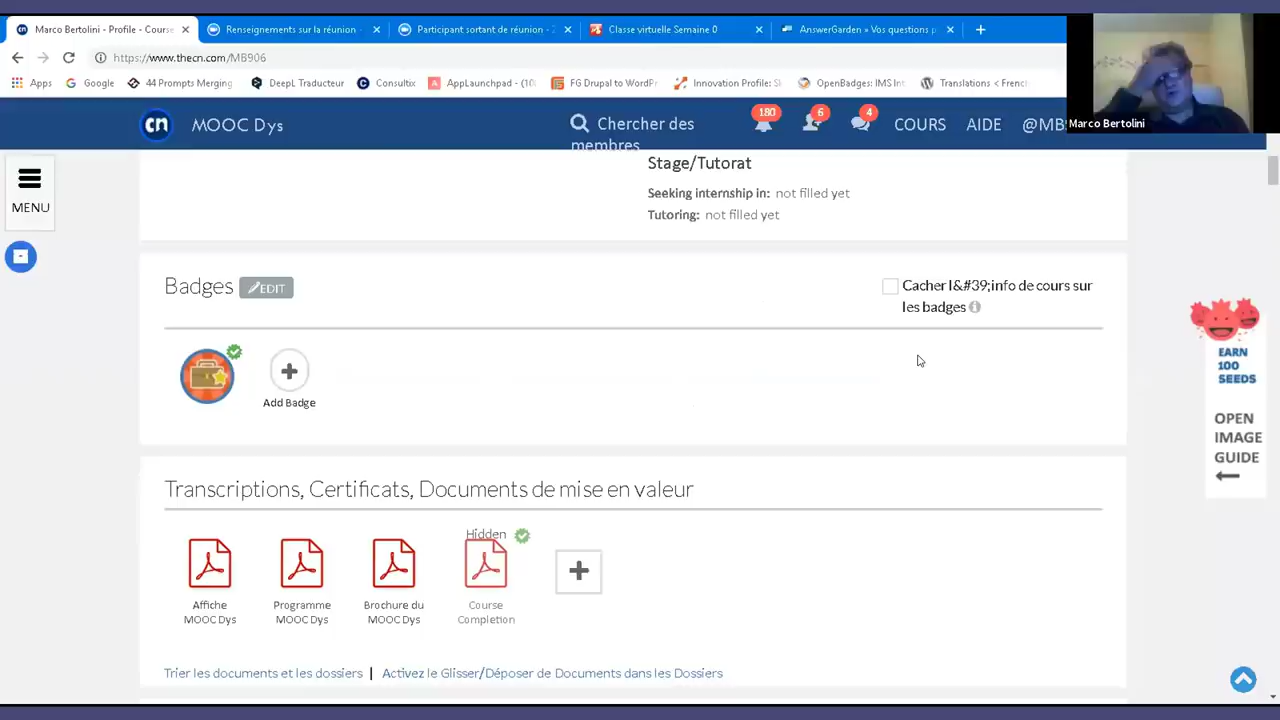 Marco Bertolini - Profile - Course
Renseignements sur la réunion -
Participant sortant de réunion - Z
Classe virtuelle Semaine 0
AnswerGarden » Vos questions p
https://www.thecn.com/MB906
Apps
Google
44 Prompts Merging
DeepL Traducteur
Consultix
AppLaunchpad - (10
FG Drupal to WordPr
Innovation Profile: Sk
OpenBadges: IMS Int
Translations < Frenc
Marco Bertolini
cn
MOOC Dys
Chercher des
membres
180
6
4
COURS
AIDE
MENU
Stage/Tutorat
Seeking internship in: not filled yet
Tutoring: not filled yet
Badges
EDIT
Cacher l&#39;info de cours sur
les badges
Add Badge
EARN
100
SEEDS
OPEN
IMAGE
GUIDE
Transcriptions, Certificats, Documents de mise en valeur
Hidden
Affiche
MOOC Dys
Programme
MOOC Dys
Brochure du
MOOC Dys
Course
Completion
Trier les documents et les dossiers | Activez le Glisser/Déposer de Documents dans les Dossiers